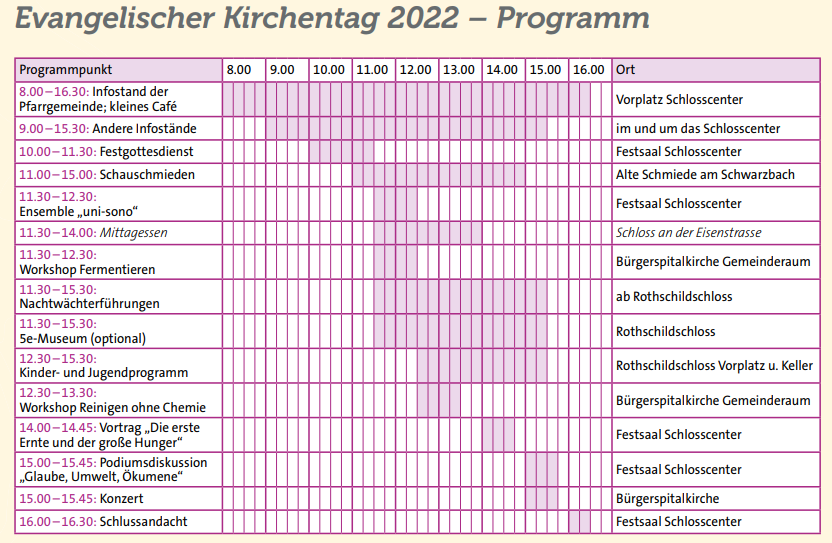 Evangelischer Kirchentag 2022 – Programm
Programmpunkt 8.00 9.00 10.00 11.00 12.00 13.00 14.00 15.00 16.00 Ort
8.00–16.30: Infostand der
Pfarrgemeinde; kleines Café
Vorplatz Schlosscenter
9.00–15.30: Andere Infostände im und um das Schlosscenter
10.00–11.30: Festgottesdienst Festsaal Schlosscenter
11.00–15.00: Schauschmieden Alte Schmiede am Schwarzbach
11.30–12.30:
Ensemble „uni-sono“
Festsaal Schlosscenter
11.30–14.00: Mittagessen Schloss an der Eisenstrasse
11.30–12.30:
Workshop Fermentieren
Bürgerspitalkirche Gemeinderaum
11.30–15.30:
Nachtwächterführungen
ab Rothschildschloss
11.30–15.30:
5e-Museum (optional)
Rothschildschloss
12.30–15.30:
Kinder- und Jugendprogramm
Rothschildschloss Vorplatz u. Keller
12.30–13.30:
Workshop Reinigen ohne Chemie
Bürgerspitalkirche Gemeinderaum
14.00–14.45: Vortrag „Die erste
Ernte und der große Hunger“
Festsaal Schlosscenter
15.00–15.45: Podiumsdiskussion
„Glaube, Umwelt, Ökumene“
Festsaal Schlosscenter
15.00–15.45: Konzert Bürgerspitalkirche
16.00–16.30: Schlussandacht Festsaal Schlosscenter